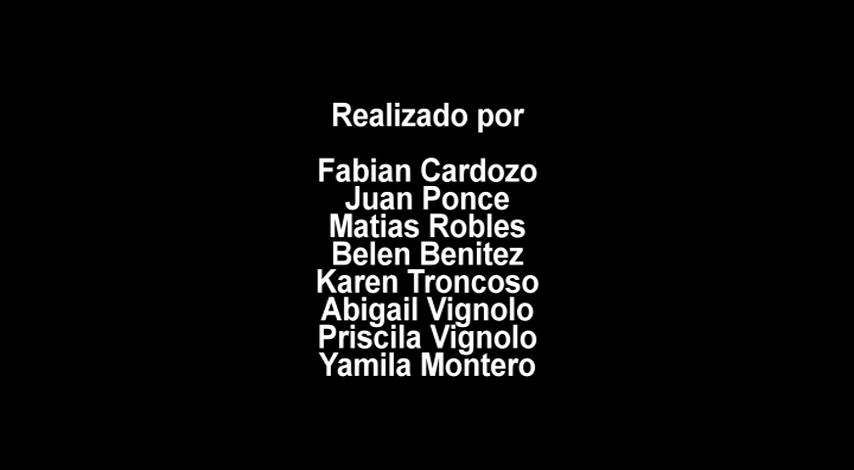 Realizado por
Fabian Cardozo
Juan Ponce
Matias Robles
Belen Benitez
Karen Troncoso
Abigail Vignolo
Priscila Vignolo
Yamila Montero